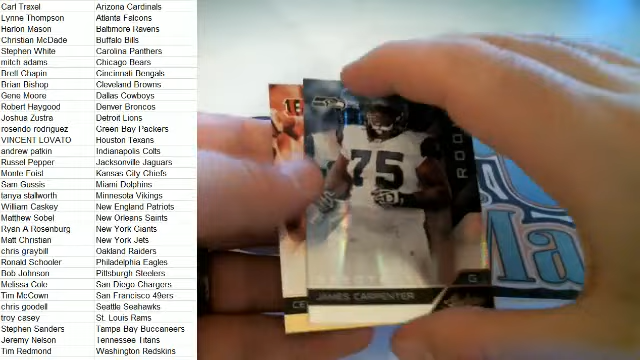 Carl Traxel Arizona Cardinals
Lynne Thompson Atlanta Falcons
Harlon Mason Baltimore Ravens
Christian McDade Buffalo Bills
Stephen White Carolina Panthers
mitch adams Chicago Bears
Brett Chapin Cincinnati Bengals
Brian Bishop Cleveland Browns
Gene Moore Dallas Cowboys
Robert Haygood Denver Broncos
Joshua Zustra Detroit Lions
rosendo rodriguez Green Bay Packers
VINCENT LOVATO Houston Texans
andrew patkin Indianapolis Colts
Russel Pepper Jacksonville Jaguars
Monte Foisl Kansas City Chiefs
Sam Gussis Miami Dolphins
tanya stallworth Minnesota Vikings
William Caskey New England Patriots
Matthew Sobel New Orleans Saints
Ryan A Rosenburg New York Giants
Matt Christian New York Jets
chris graybill Oakland Raiders
Ronald Schooler Philadelphia Eagles
Bob Johnson Pittsburgh Steelers
Melissa Cole San Diego Chargers
Tim McCown San Francisco 49ers
chris goodell Seattle Seahawks
troy casey St. Louis Rams
Stephen Sanders Tampa Bay Buccaneers
Jeremy Nelson Tennessee Titans
Tim Redmond Washington Redskins
75
ROO
G
JAMES CARPENTER
CE
Ma